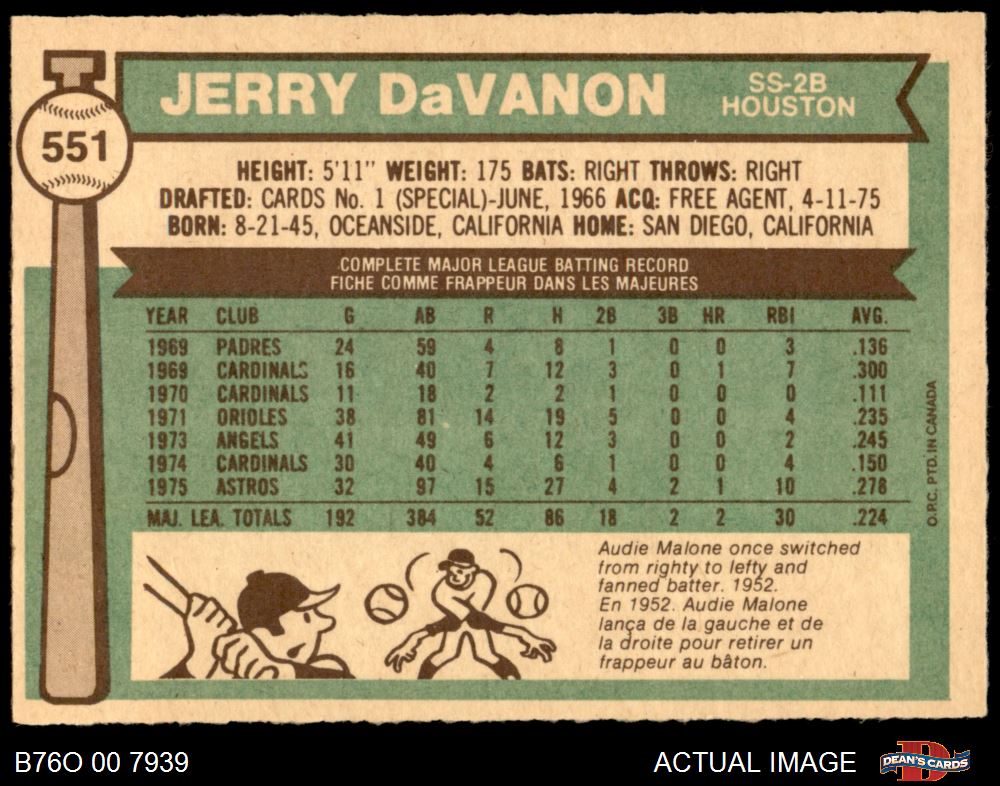 551
JERRY DaVANON
SS-2B
HOUSTON
HEIGHT: 5'11" WEIGHT: 175 BATS: RIGHT THROWS: RIGHT
DRAFTED: CARDS No. 1 (SPECIAL)-JUNE, 1966 ACQ: FREE AGENT, 4-11-75
BORN: 8-21-45, OCEANSIDE, CALIFORNIA HOME: SAN DIEGO, CALIFORNIA
COMPLETE MAJOR LEAGUE BATTING RECORD
FICHE COMME FRAPPEUR DANS LES MAJEURES
YEAR CLUB G AB R H 2B 3B HR RBI AVG.
1969 PADRES 24 59 4 8 1 0 0 3 .136
1969 CARDINALS 16 40 7 12 3 0 1 7 .300
1970 CARDINALS 11 18 2 2 1 0 0 0 .111
1971 ORIOLES 38 81 14 19 5 0 0 4 .235
1973 ANGELS 41 49 6 12 3 0 0 2 .245
1974 CARDINALS 30 40 4 6 1 0 0 4 .150
1975 ASTROS 32 97 15 27 4 2 1 10 .278
MAJ. LEA. TOTALS 192 384 52 86 18 2 2 30 .224
O.P.C. PTD. IN CANADA
Audie Malone once switched
from righty to lefty and
fanned batter. 1952.
En 1952. Audie Malone
lança de la gauche et de
la droite pour retirer un
frappeur au bâton.
B76O 00 7939
ACTUAL IMAGE
DEAN'S CARDS